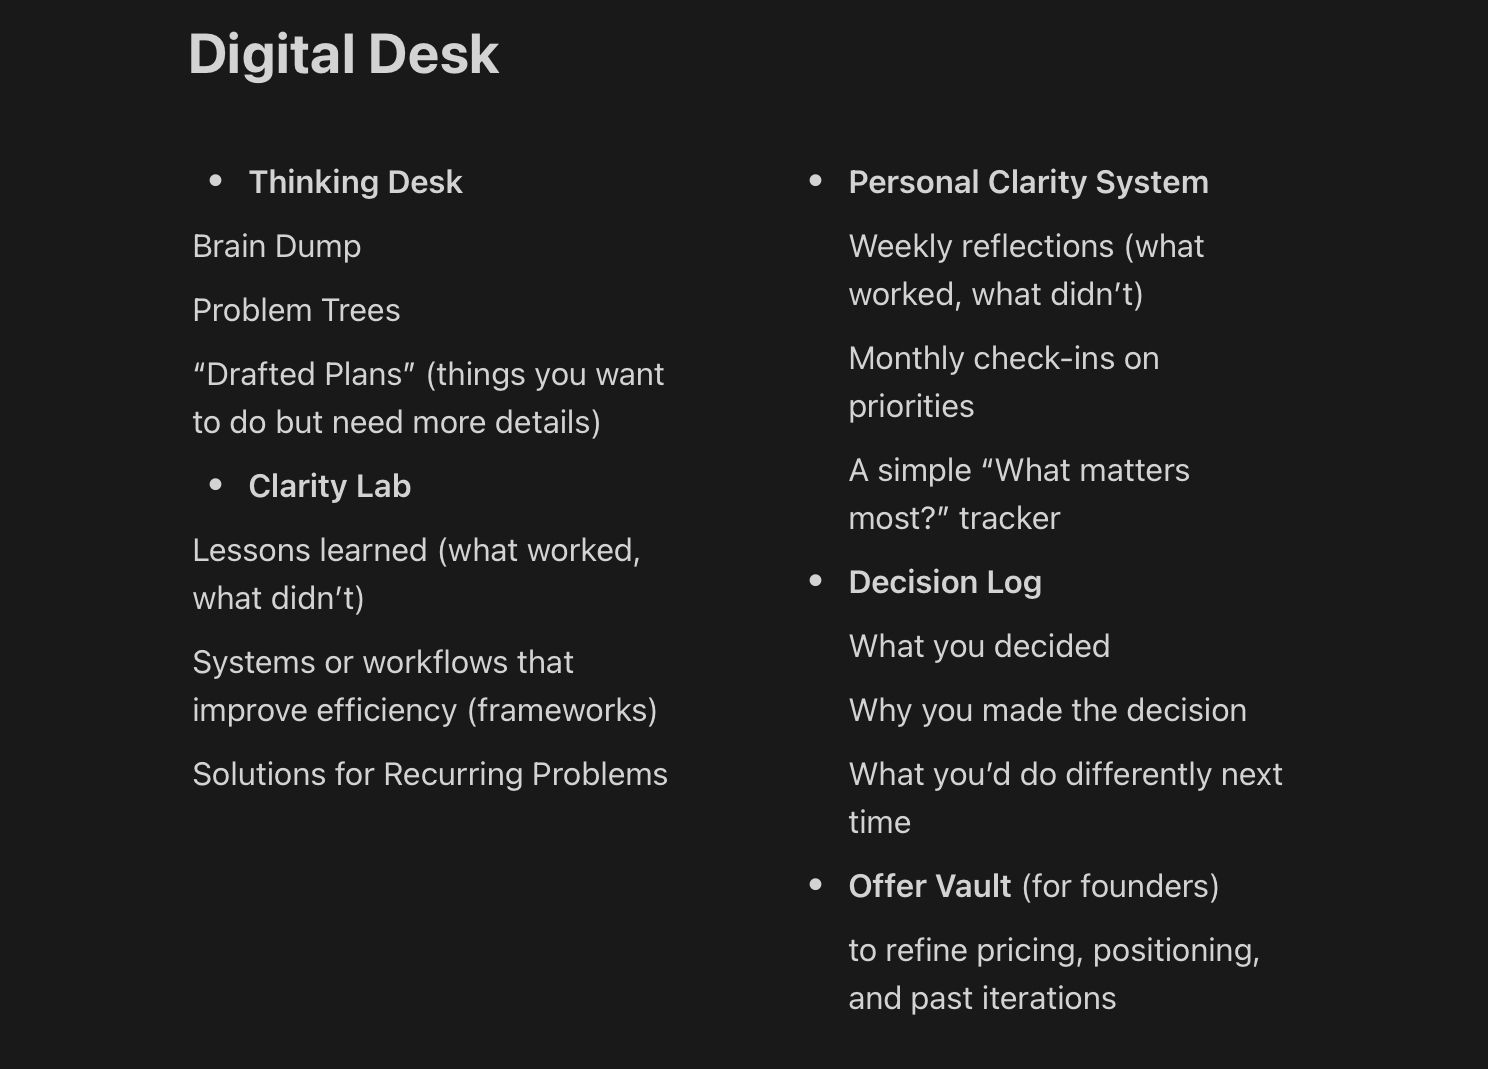 Digital Desk
• Thinking Desk
Brain Dump
Problem Trees
“Drafted Plans” (things you want
to do but need more details)
• Clarity Lab
Lessons learned (what worked,
what didn’t)
Systems or workflows that
improve efficiency (frameworks)
Solutions for Recurring Problems
• Personal Clarity System
Weekly reflections (what
worked, what didn’t)
Monthly check-ins on
priorities
A simple “What matters
most?” tracker
• Decision Log
What you decided
Why you made the decision
What you’d do differently next
time
• Offer Vault (for founders)
to refine pricing, positioning,
and past iterations